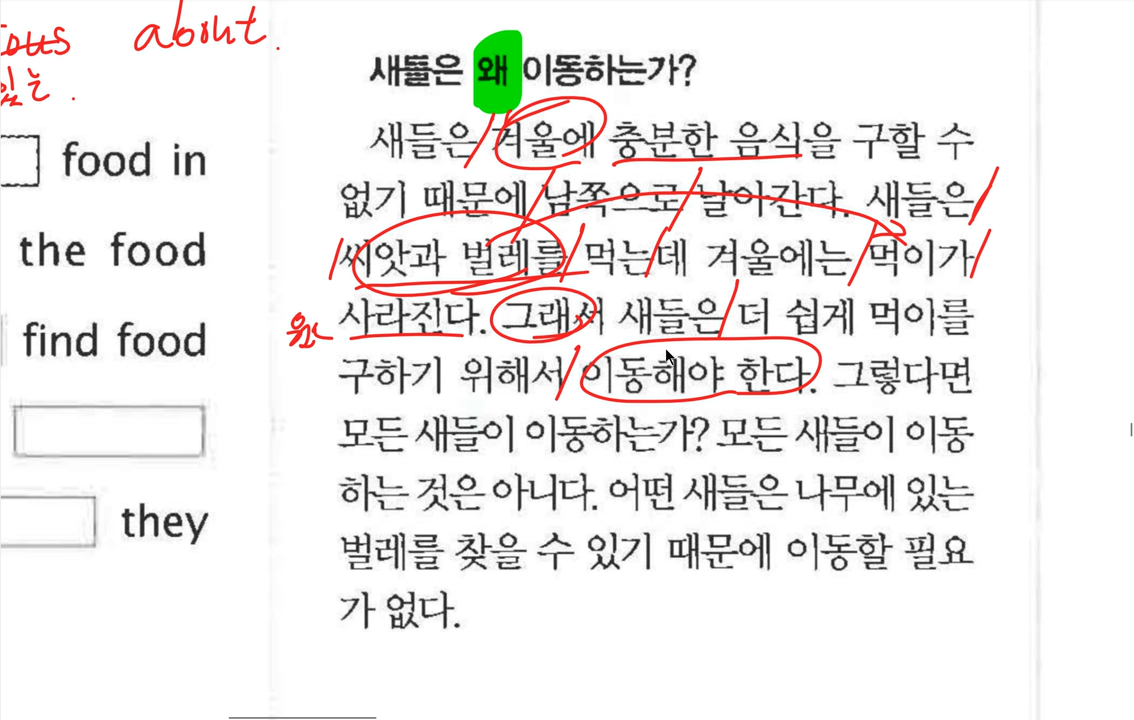 about.
있는.
food in
the food
find food
they
새들은 왜 이동하는가?
새들은 겨울에 충분한 음식을 구할 수
없기 때문에 남쪽으로 날아간다. 새들은
씨앗과 벌레를 먹는데 겨울에는 먹이가
사라진다. 그래서 새들은 더 쉽게 먹이를
구하기 위해서 이동해야 한다. 그렇다면
모든 새들이 이동하는가? 모든 새들이 이동
하는 것은 아니다. 어떤 새들은 나무에 있는
벌레를 찾을 수 있기 때문에 이동할 필요
가 없다.